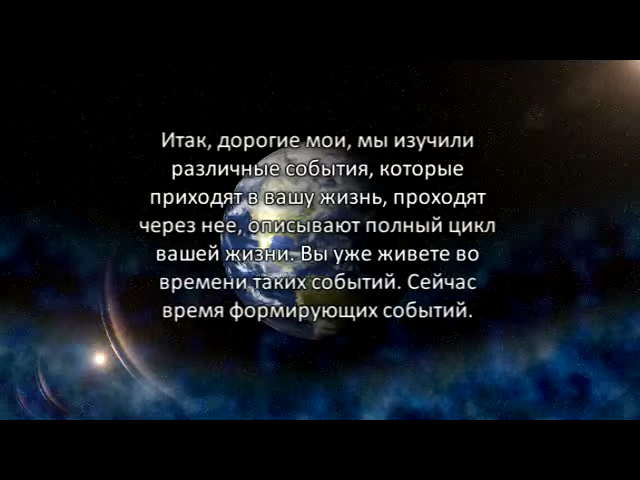 Итак, дорогие мои, мы изучили
различные события, которые
приходят в вашу жизнь, проходят
через нее, описывают полный цикл
вашей жизни. Вы уже живете во
времени таких событий. Сейчас
время формирующих событий.